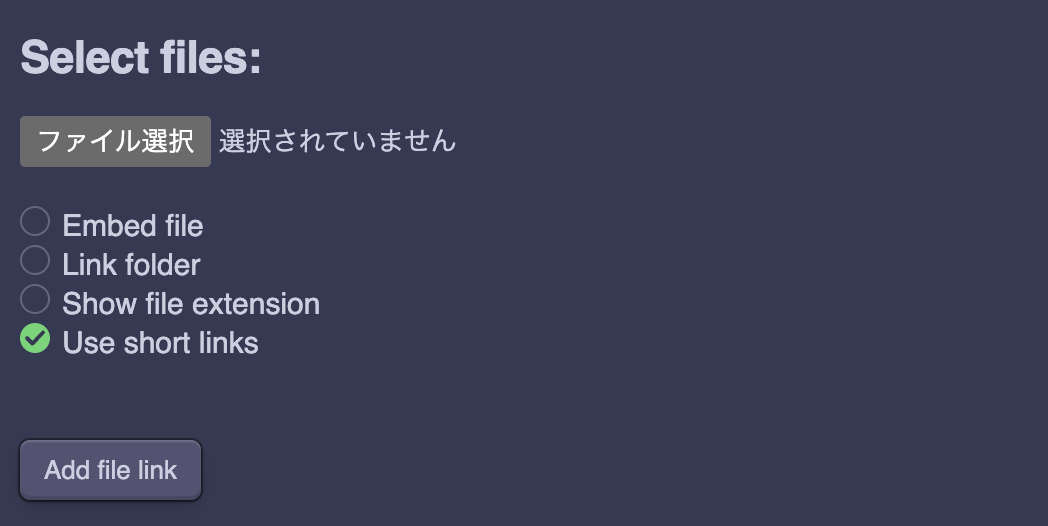 Select files:
ファイル選択 選択されていません
Embed file
Link folder
Show file extension
Use short links
Add file link